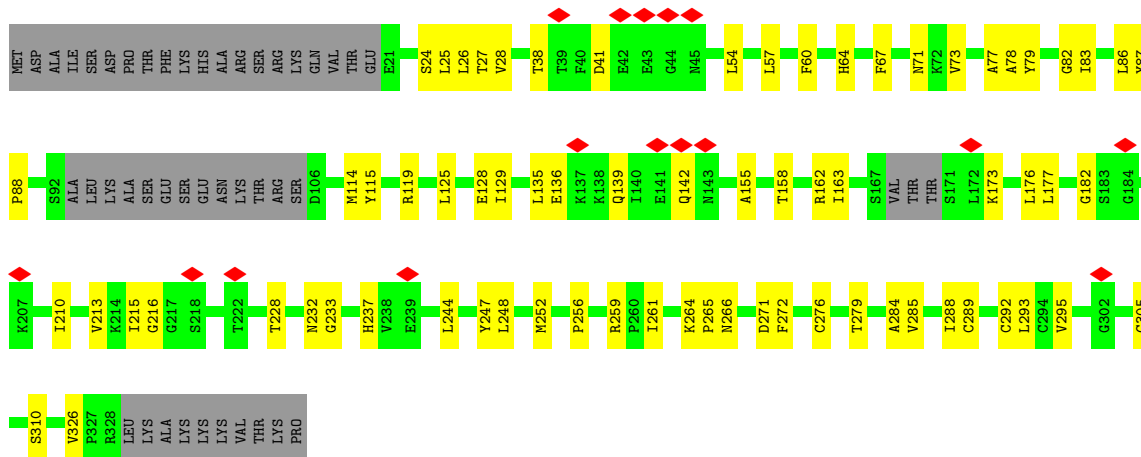 MET ASP ALA ILE SER ASP PRO THR PHE LYS HIS ALA ARG SER ARG LYS GLN VAL THR GLU E21 S24 L25 L26 T27 V28 T38 T39 F40 D41 E42 E43 G44 N45 L54 L57 F60 H64 F67 N71 K72 V73 A77 A78 Y79 G82 I83 L86
P88 S92 ALA LEU LYS ALA SER GLU SER GLU ASN LYS THR ARG SER D106 M114 Y115 R119 L125 E128 I129 L135 E136 K137 K138 Q139 I140 E141 Q142 N143 A155 T158 R162 I163 S167 VAL THR THR S171 L172 K173 L176 L177 G182 S183 G184
K207 I210 V213 K214 I215 G216 G217 S218 T222 T228 N232 G233 H237 V238 E239 L244 Y247 L248 M252 P256 R259 P260 I261 K264 P265 N266 D271 F272 C276 T279 A284 V285 I288 C289 C292 L293 C294 V295 G302
S310 V326 P327 R328 LEU LYS ALA LYS LYS LYS VAL THR LYS PRO